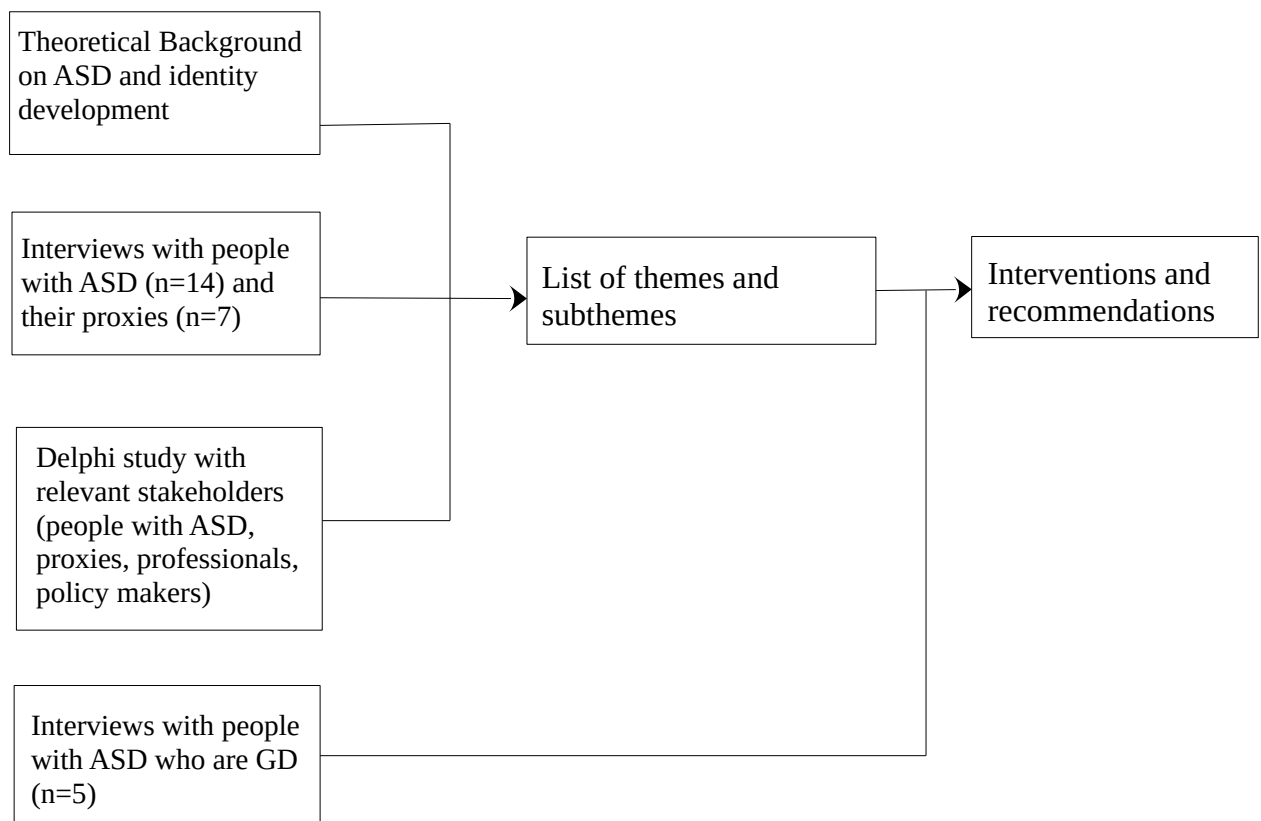 Theoretical Background
on ASD and identity
development
Interviews with people
with ASD (n=14) and
their proxies (n=7)
List of themes and
subthemes
Interventions and
recommendations
Delphi study with
relevant stakeholders
(people with ASD,
proxies, professionals,
policy makers)
Interviews with people
with ASD who are GD
(n=5)